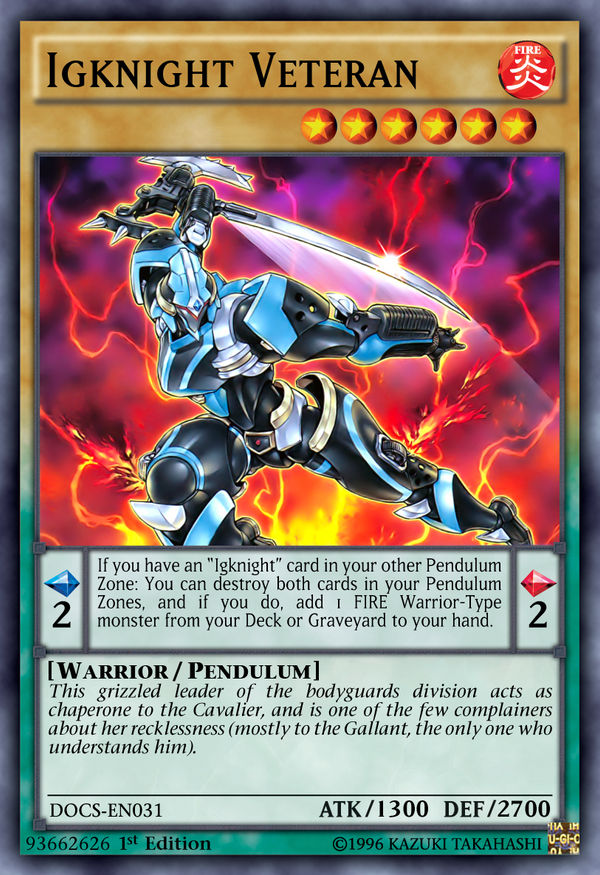 IGKNIGHT VETERAN
FIRE
炎
If you have an "Igknight" card in your other Pendulum
Zone: You can destroy both cards in your Pendulum
Zones, and if you do, add 1 FIRE Warrior-Type
monster from your Deck or Graveyard to your hand.
2
2
[WARRIOR / PENDULUM]
This grizzled leader of the bodyguards division acts as
chaperone to the Cavalier, and is one of the few complainers
about her recklessness (mostly to the Gallant, the only one who
understands him).
DOCS-EN031
ATK/1300 DEF/2700
93662626 1st Edition
©1996 KAZUKI TAKAHASHI